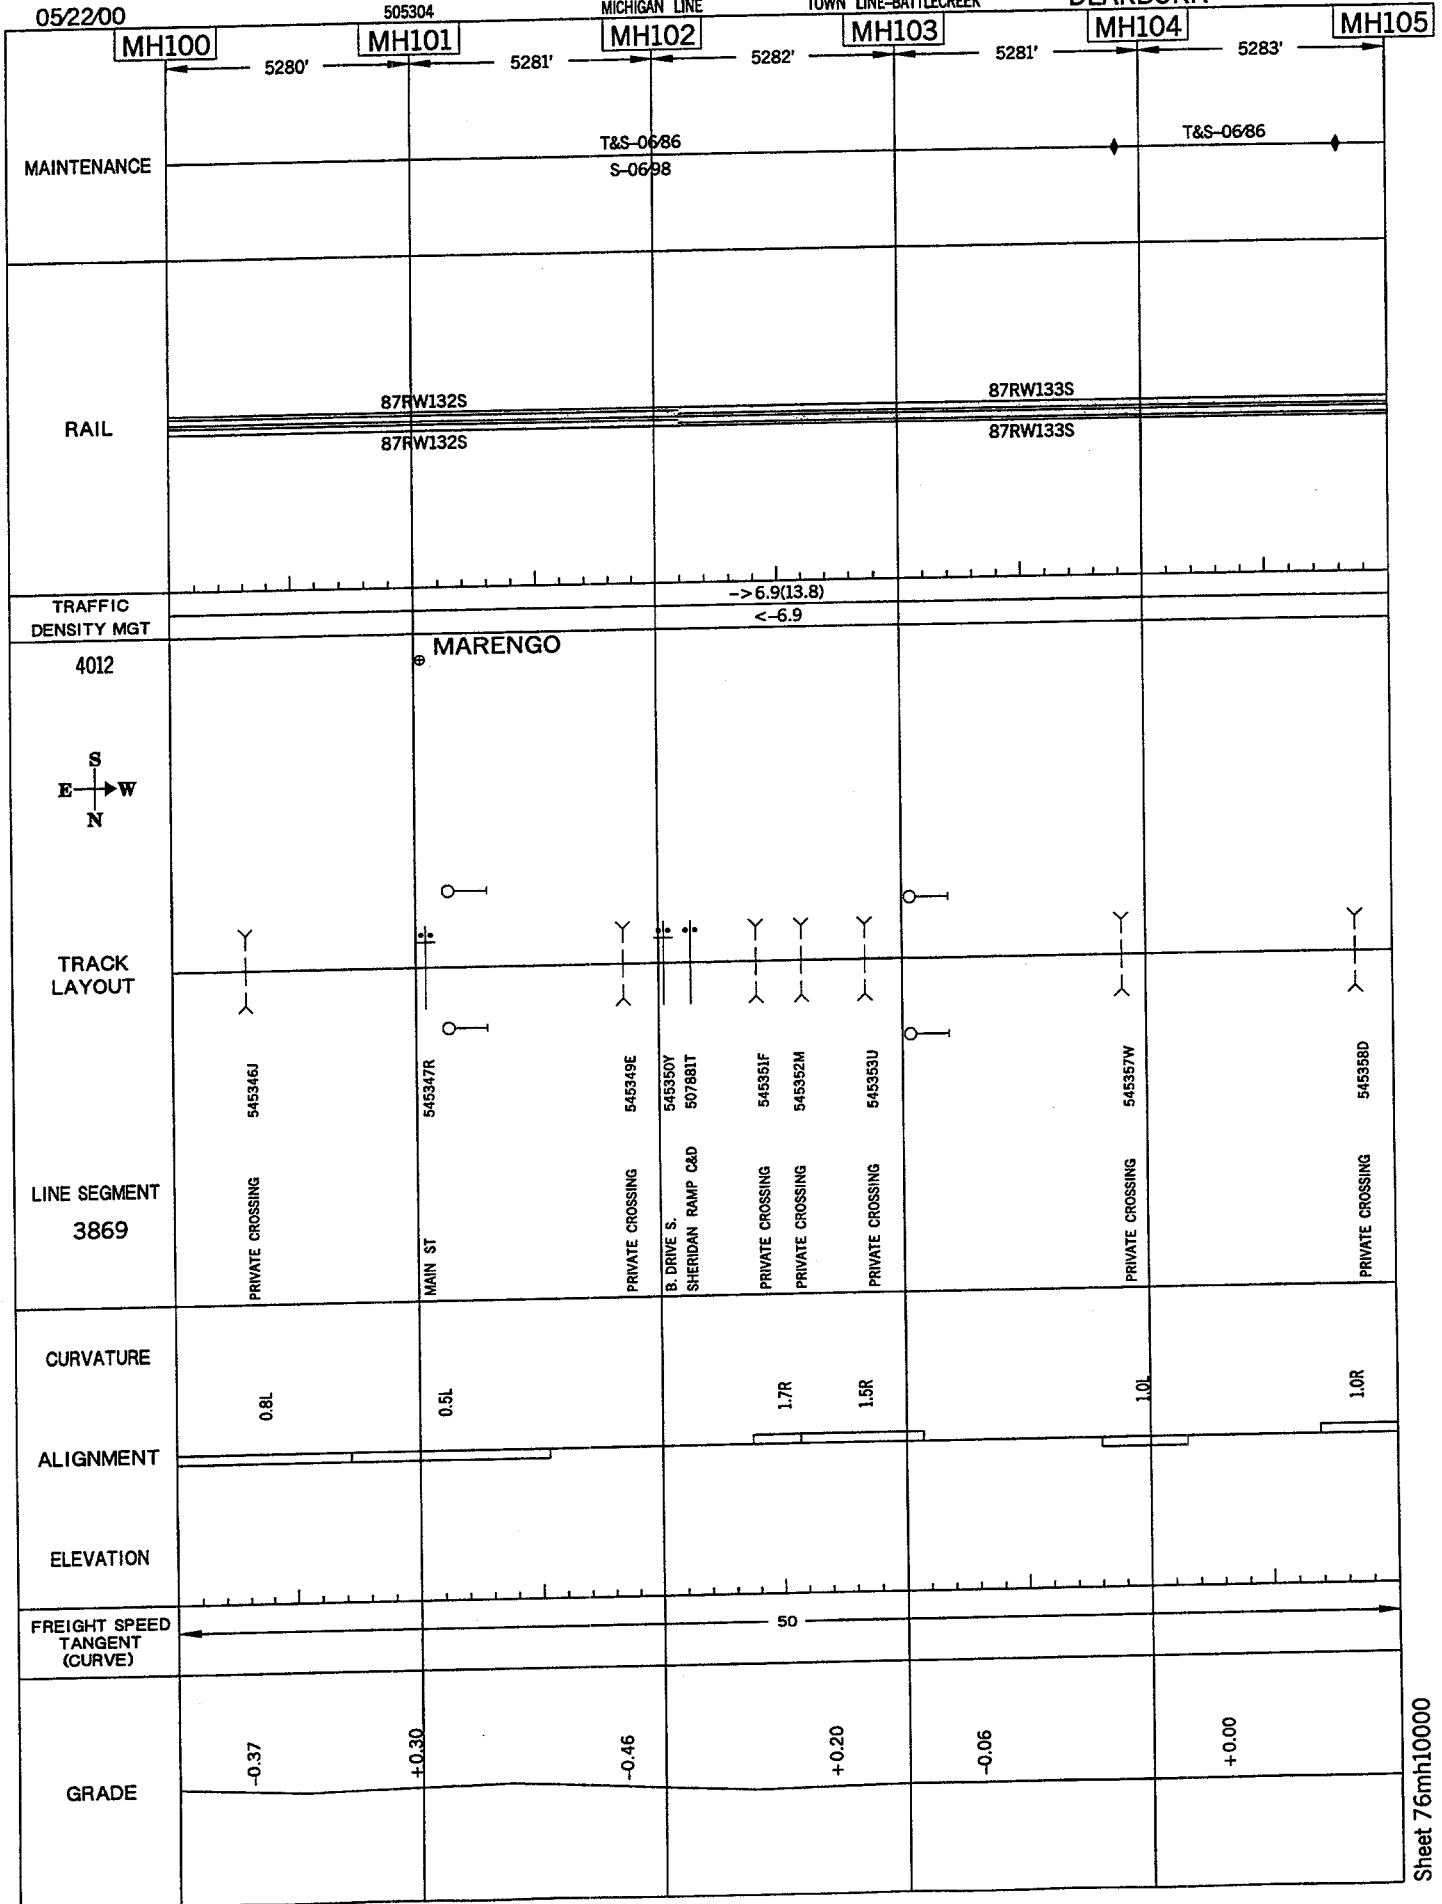 05/22/00
505304
MICHIGAN LINE
TOWN LINE-BATTLECREEK
DEARBORN
MH100
MH101
MH102
MH103
MH104
MH105
5280'
5281'
5282'
5281'
5283'
MAINTENANCE
T&S-06/86
S-06/98
T&S-06/86
RAIL
87RW132S
87RW132S
87RW133S
87RW133S
TRAFFIC
DENSITY MGT
->6.9(13.8)
<-6.9
4012
MARENGO
S
E
W
N
TRACK
LAYOUT
LINE SEGMENT
3869
PRIVATE CROSSING 545346J
MAIN ST 545347R
PRIVATE CROSSING 545349E
B. DRIVE S. 545350Y
SHERIDAN RAMP C&D 507881T
PRIVATE CROSSING 545351F
PRIVATE CROSSING 545352M
PRIVATE CROSSING 545353U
PRIVATE CROSSING 545357W
PRIVATE CROSSING 545358D
CURVATURE
0.8L
0.5L
1.7R
1.5R
1.0L
1.0R
ALIGNMENT
ELEVATION
FREIGHT SPEED
TANGENT
(CURVE)
50
GRADE
-0.37
+0.30
-0.46
+0.20
-0.06
+0.00
Sheet 76mh10000